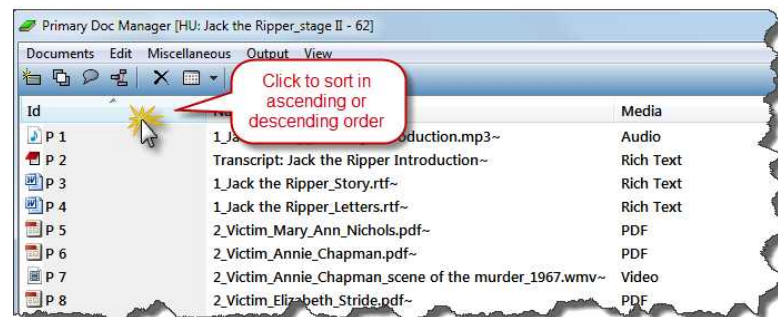 Primary Doc Manager [HU: Jack the Ripper_stage II - 62]
Documents Edit Miscellaneous Output View
Click to sort in
ascending or
descending order
Id Media
P 1 1_Ja oduction.mp3~ Audio
P 2 Transcript: Jack the Ripper Introduction~ Rich Text
P 3 1_Jack the Ripper_Story.rtf~ Rich Text
P 4 1_Jack the Ripper_Letters.rtf~ Rich Text
P 5 2_Victim_Mary_Ann_Nichols.pdf~ PDF
P 6 2_Victim_Annie_Chapman.pdf~ PDF
P 7 2_Victim_Annie_Chapman_scene of the murder_1967.wmv~ Video
P 8 2_Victim_Elizabeth_Stride.pdf~ PDF